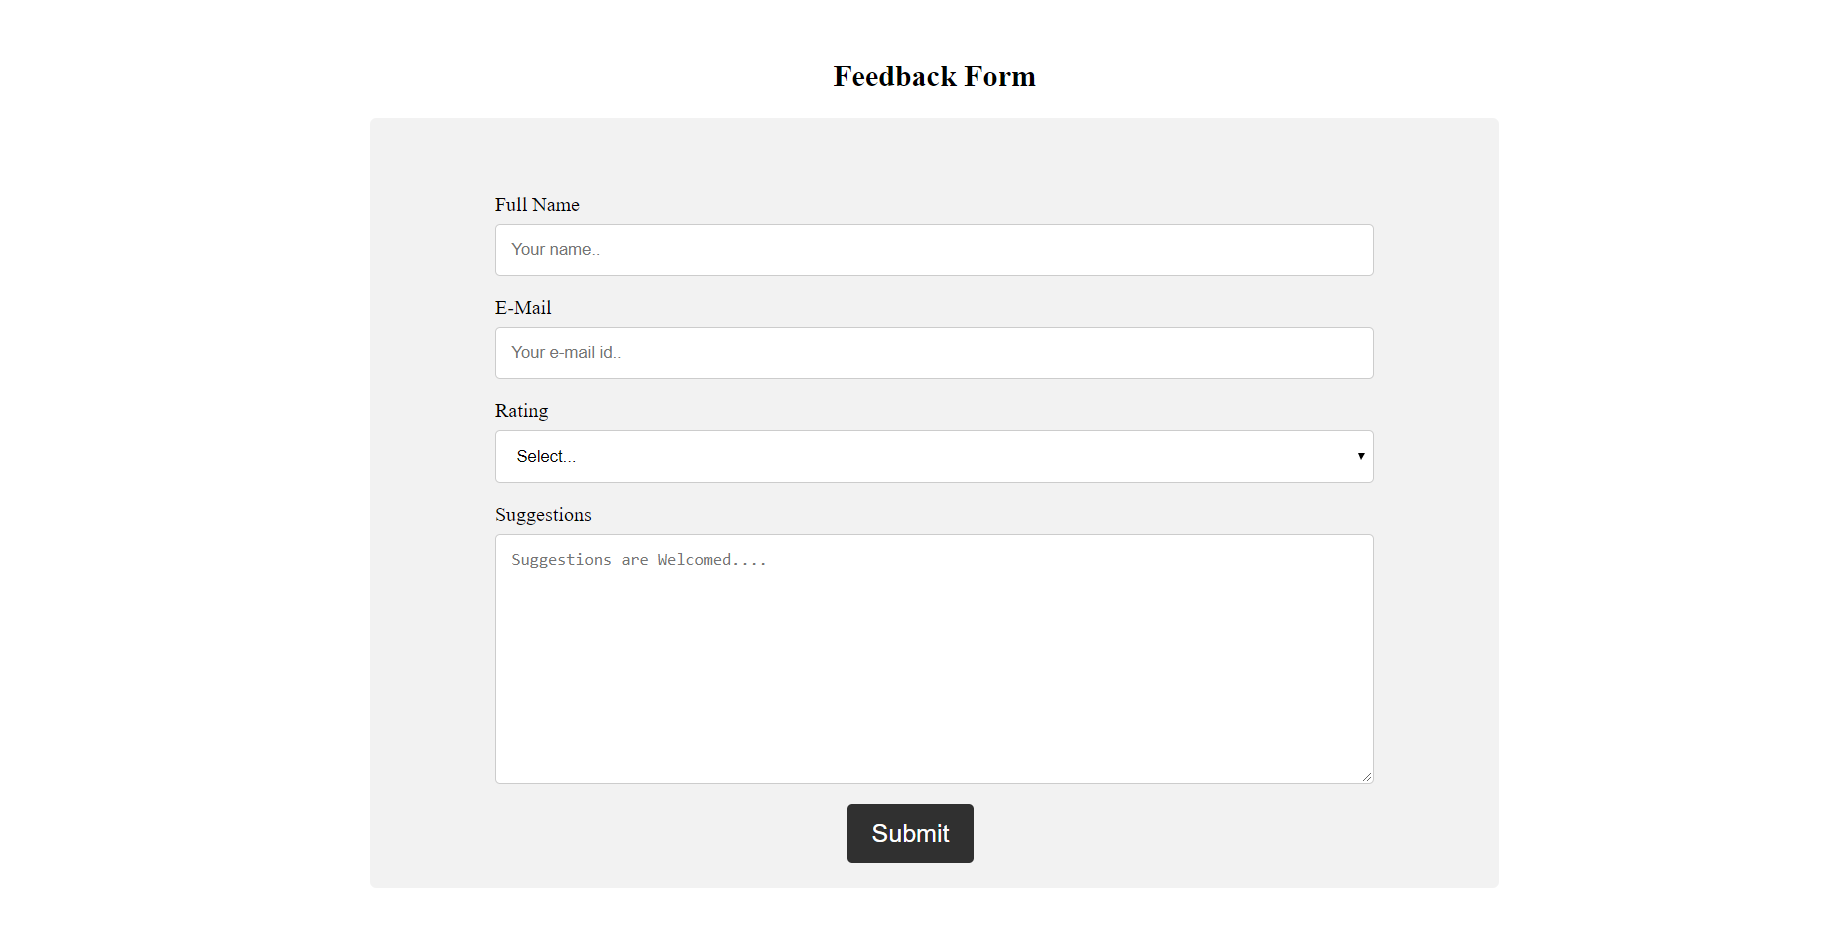 Feedback Form
Full Name
Your name..
E-Mail
Your e-mail id..
Rating
Select...
Suggestions
Suggestions are Welcomed....
Submit